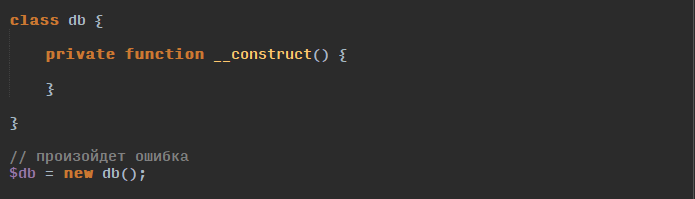 class db {
private function __construct() {
}
}
// произойдет ошибка
$db = new db();